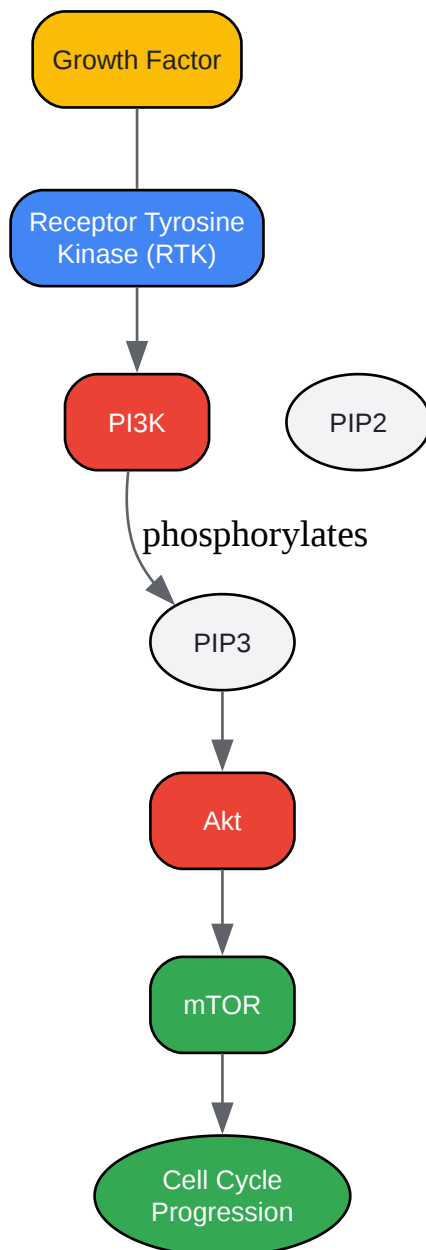 Growth Factor
Receptor Tyrosine
Kinase (RTK)
PI3K
PIP2
phosphorylates
PIP3
Akt
mTOR
Cell Cycle
Progression